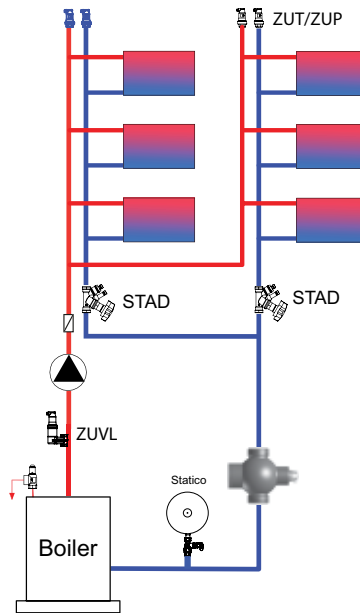 ZUT/ZUP
STAD
STAD
ZUVL
Statico
Boiler